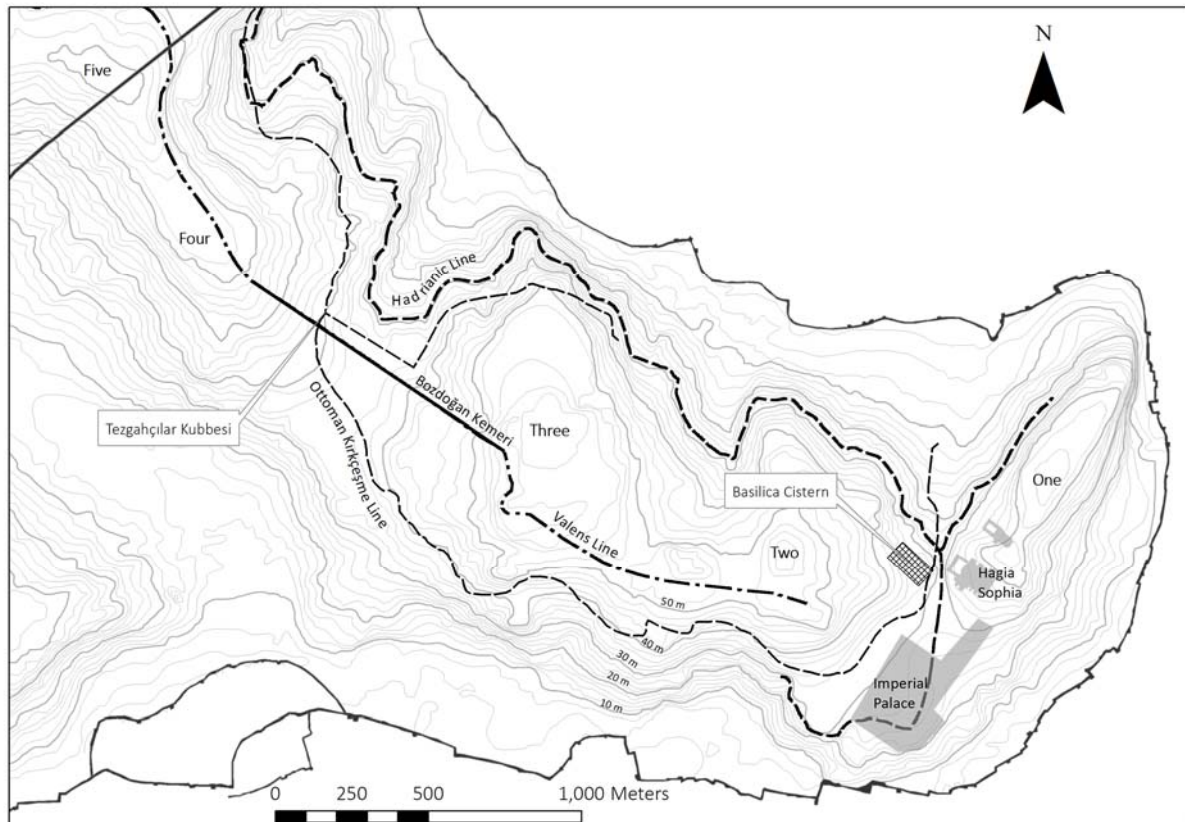 N
Five
Four
Hadrianic Line
Bozdoğan Kemeri
Tezgahçılar Kubbesi
Ottoman Kırkçeşme Line
Three
Basilica Cistern
One
Valens Line
Two
Hagia
Sophia
50 m
40 m
30 m
20 m
10 m
Imperial
Palace
0 250 500 1,000 Meters